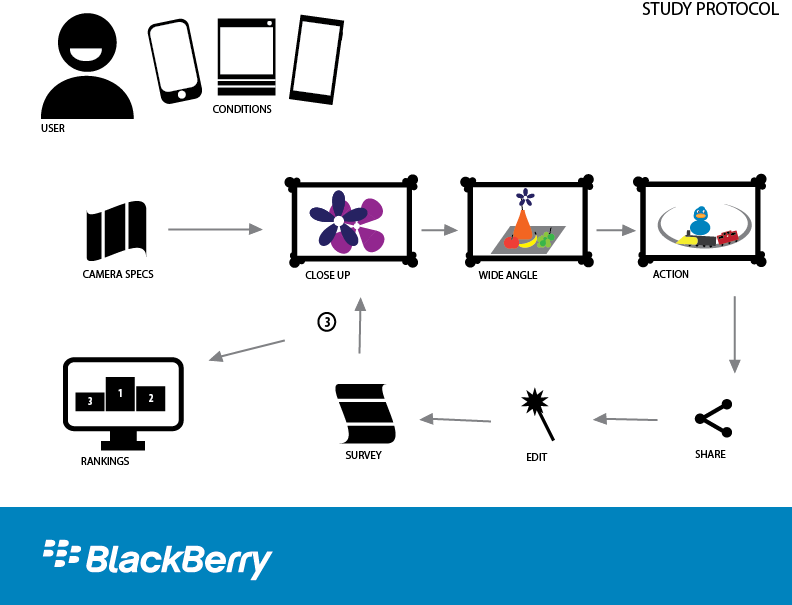 STUDY PROTOCOL
CONDITIONS
USER
CAMERA SPECS
CLOSE UP
WIDE ANGLE
ACTION
3
3
1
2
RANKINGS
SURVEY
EDIT
SHARE
BlackBerry